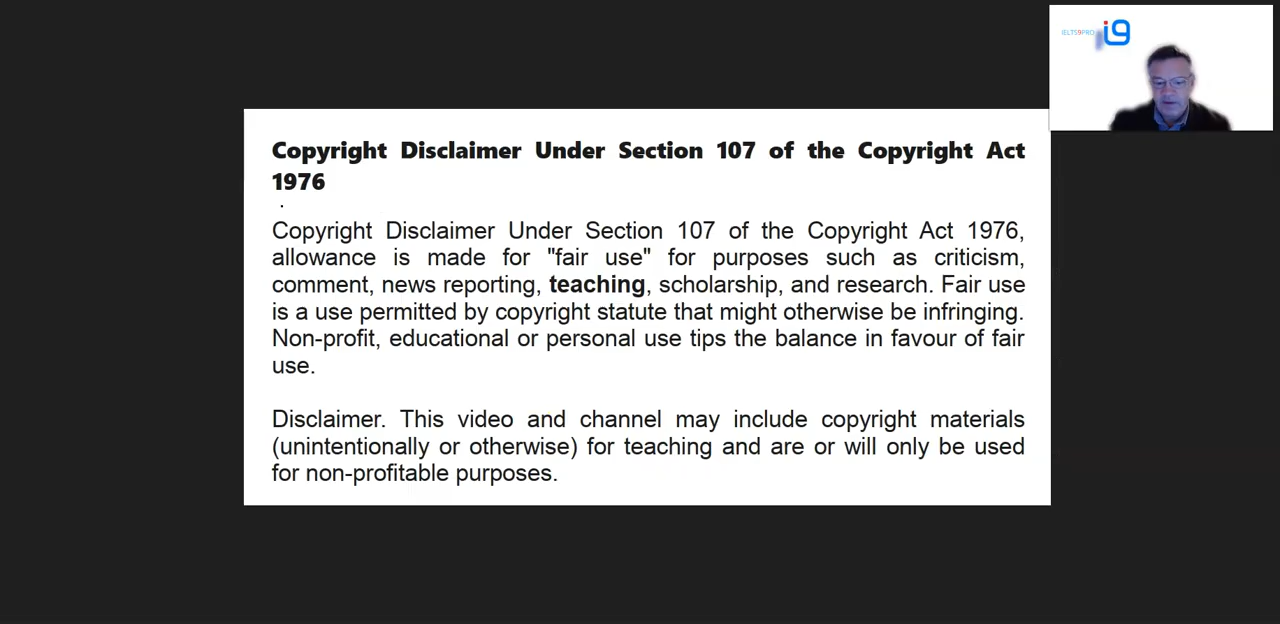 IELTS9PRO i9
Copyright Disclaimer Under Section 107 of the Copyright Act
1976
.
Copyright Disclaimer Under Section 107 of the Copyright Act 1976,
allowance is made for "fair use" for purposes such as criticism,
comment, news reporting, teaching, scholarship, and research. Fair use
is a use permitted by copyright statute that might otherwise be infringing.
Non-profit, educational or personal use tips the balance in favour of fair
use.
Disclaimer. This video and channel may include copyright materials
(unintentionally or otherwise) for teaching and are or will only be used
for non-profitable purposes.